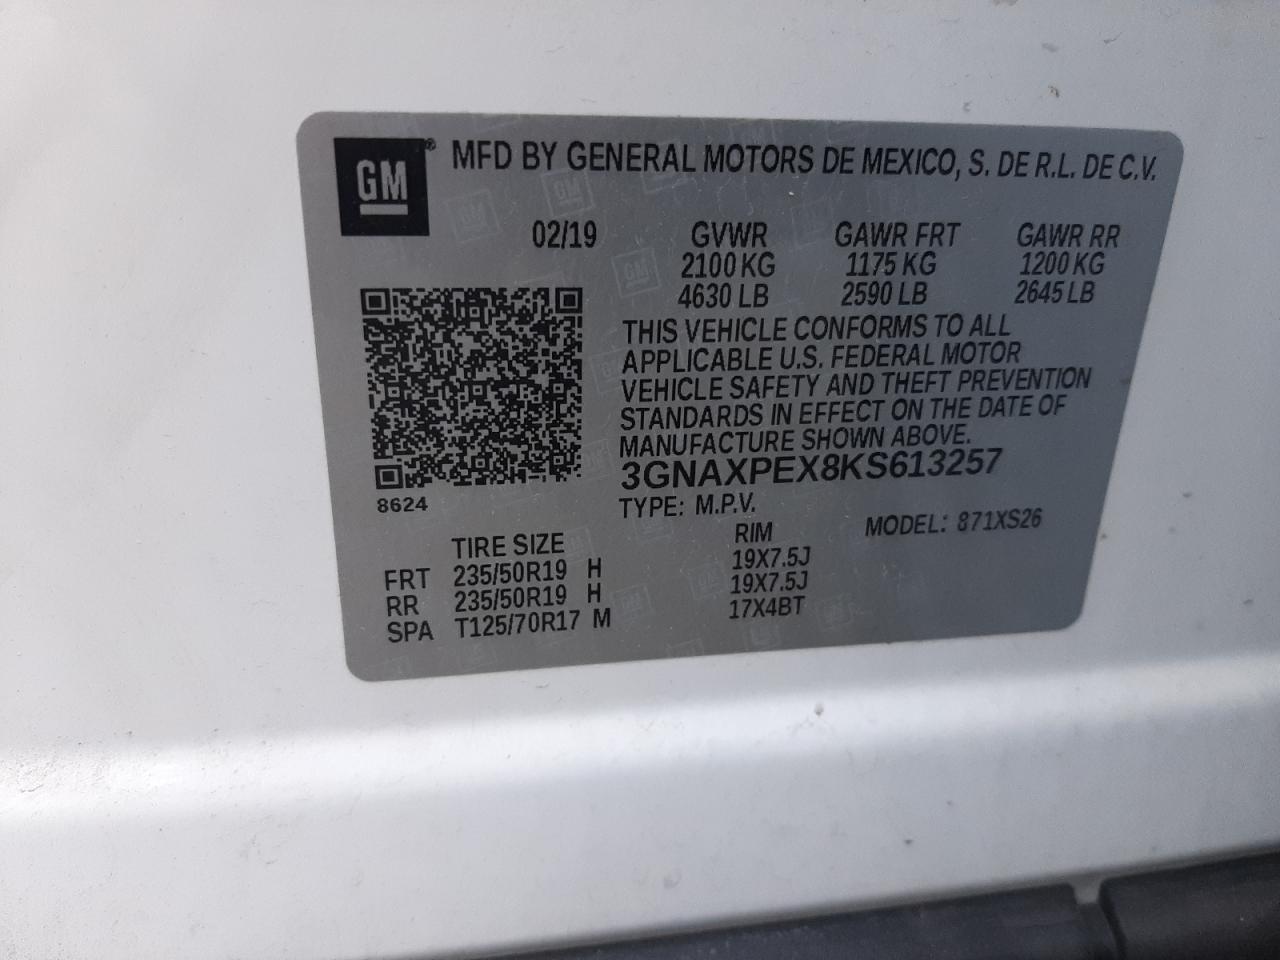 GM® MFD BY GENERAL MOTORS DE MEXICO, S. DE R.L. DE C.V.
02/19 GVWR GAWR FRT GAWR RR
2100 KG 1175 KG 1200 KG
4630 LB 2590 LB 2645 LB
THIS VEHICLE CONFORMS TO ALL
APPLICABLE U.S. FEDERAL MOTOR
VEHICLE SAFETY AND THEFT PREVENTION
STANDARDS IN EFFECT ON THE DATE OF
MANUFACTURE SHOWN ABOVE.
3GNAXPEX8KS613257
8624
TYPE: M.P.V. MODEL: 871XS26
TIRE SIZE RIM
FRT 235/50R19 H 19X7.5J
RR 235/50R19 H 19X7.5J
SPA T125/70R17 M 17X4BT